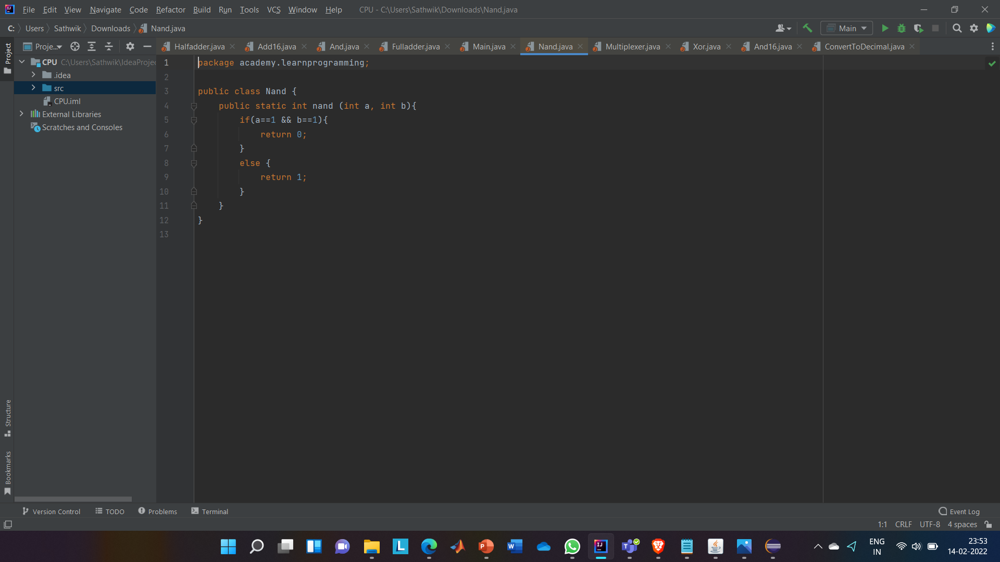 File Edit View Navigate Code Refactor Build Run Tools VCS Window Help CPU - C:\Users\Sathwik\Downloads\Nand.java
C: Users Sathwik Downloads Nand.java Main
Project
Proje... Halfadder.java Add16.java And.java Fulladder.java Main.java Nand.java Multiplexer.java Xor.java And16.java ConvertToDecimal.java
CPU C:\Users\Sathwik\IdeaProjec
.idea
src
CPU.iml
External Libraries
Scratches and Consoles
1 package academy.learnprogramming;
2
3 public class Nand {
4 public static int nand (int a, int b){
5 if(a==1 && b==1){
6 return 0;
7 }
8 else {
9 return 1;
10 }
11 }
12 }
13
Structure
Bookmarks
Version Control TODO Problems Terminal Event Log
1:1 CRLF UTF-8 4 spaces
ENG
IN
23:53
14-02-2022